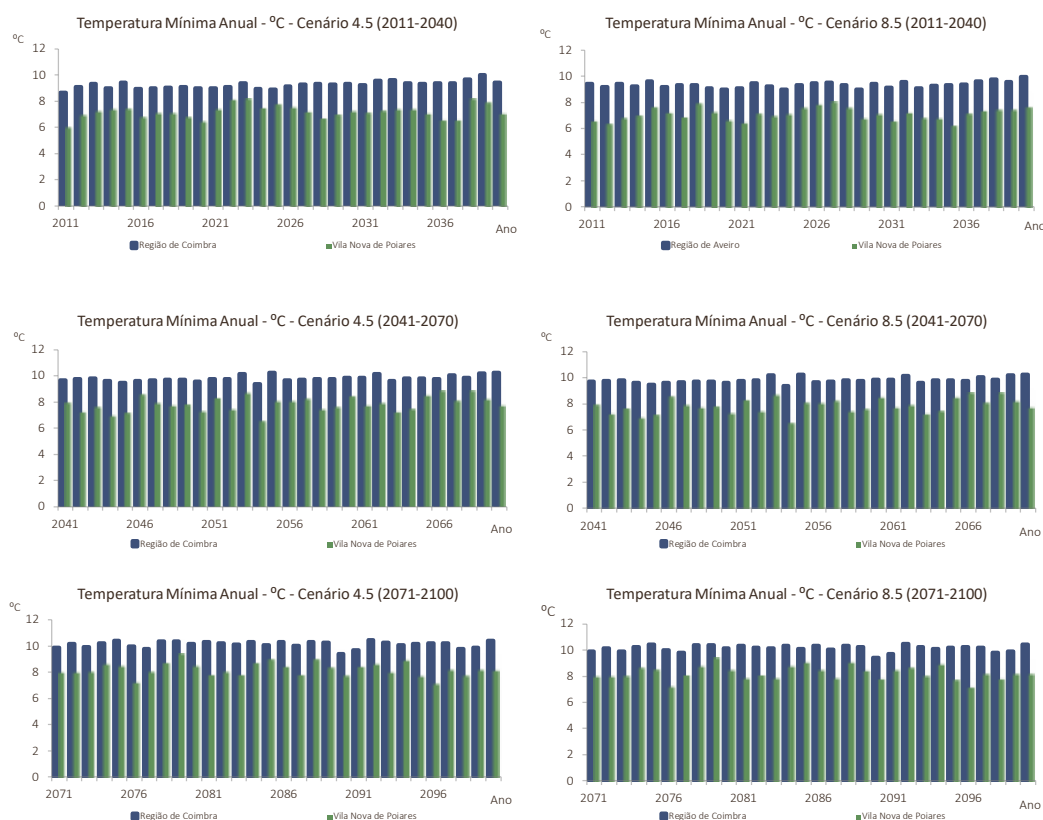 Temperatura Mínima Anual - ºC - Cenário 4.5 (2011-2040)
ºC
12
10
8
6
4
2
0
2011 2016 2021 2026 2031 2036
Ano
Região de Coimbra Vila Nova de Poiares
Temperatura Mínima Anual - ºC - Cenário 8.5 (2011-2040)
ºC
12
10
8
6
4
2
0
2011 2016 2021 2026 2031 2036
Ano
Região de Aveiro Vila Nova de Poiares
Temperatura Mínima Anual - ºC - Cenário 4.5 (2041-2070)
ºC
12
10
8
6
4
2
0
2041 2046 2051 2056 2061 2066
Ano
Região de Coimbra Vila Nova de Poiares
Temperatura Mínima Anual - ºC - Cenário 8.5 (2041-2070)
ºC
12
10
8
6
4
2
0
2041 2046 2051 2056 2061 2066
Ano
Região de Coimbra Vila Nova de Poiares
Temperatura Mínima Anual - ºC - Cenário 4.5 (2071-2100)
ºC
12
10
8
6
4
2
0
2071 2076 2081 2086 2091 2096
Ano
Região de Coimbra Vila Nova de Poiares
Temperatura Mínima Anual - ºC - Cenário 8.5 (2071-2100)
ºC
12
10
8
6
4
2
0
2071 2076 2081 2086 2091 2096
Ano
Região de Coimbra Vila Nova de Poiares